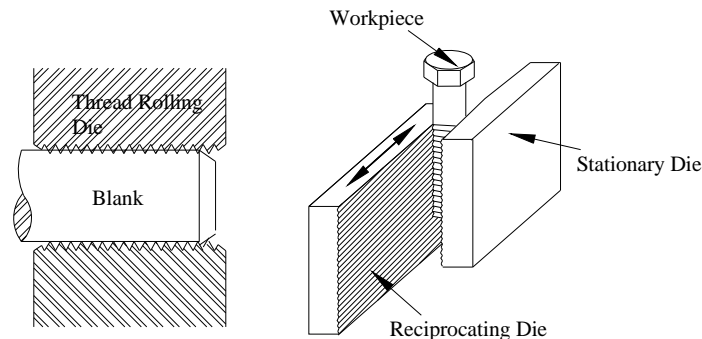 Thread Rolling
Die
Blank
Workpiece
Stationary Die
Reciprocating Die